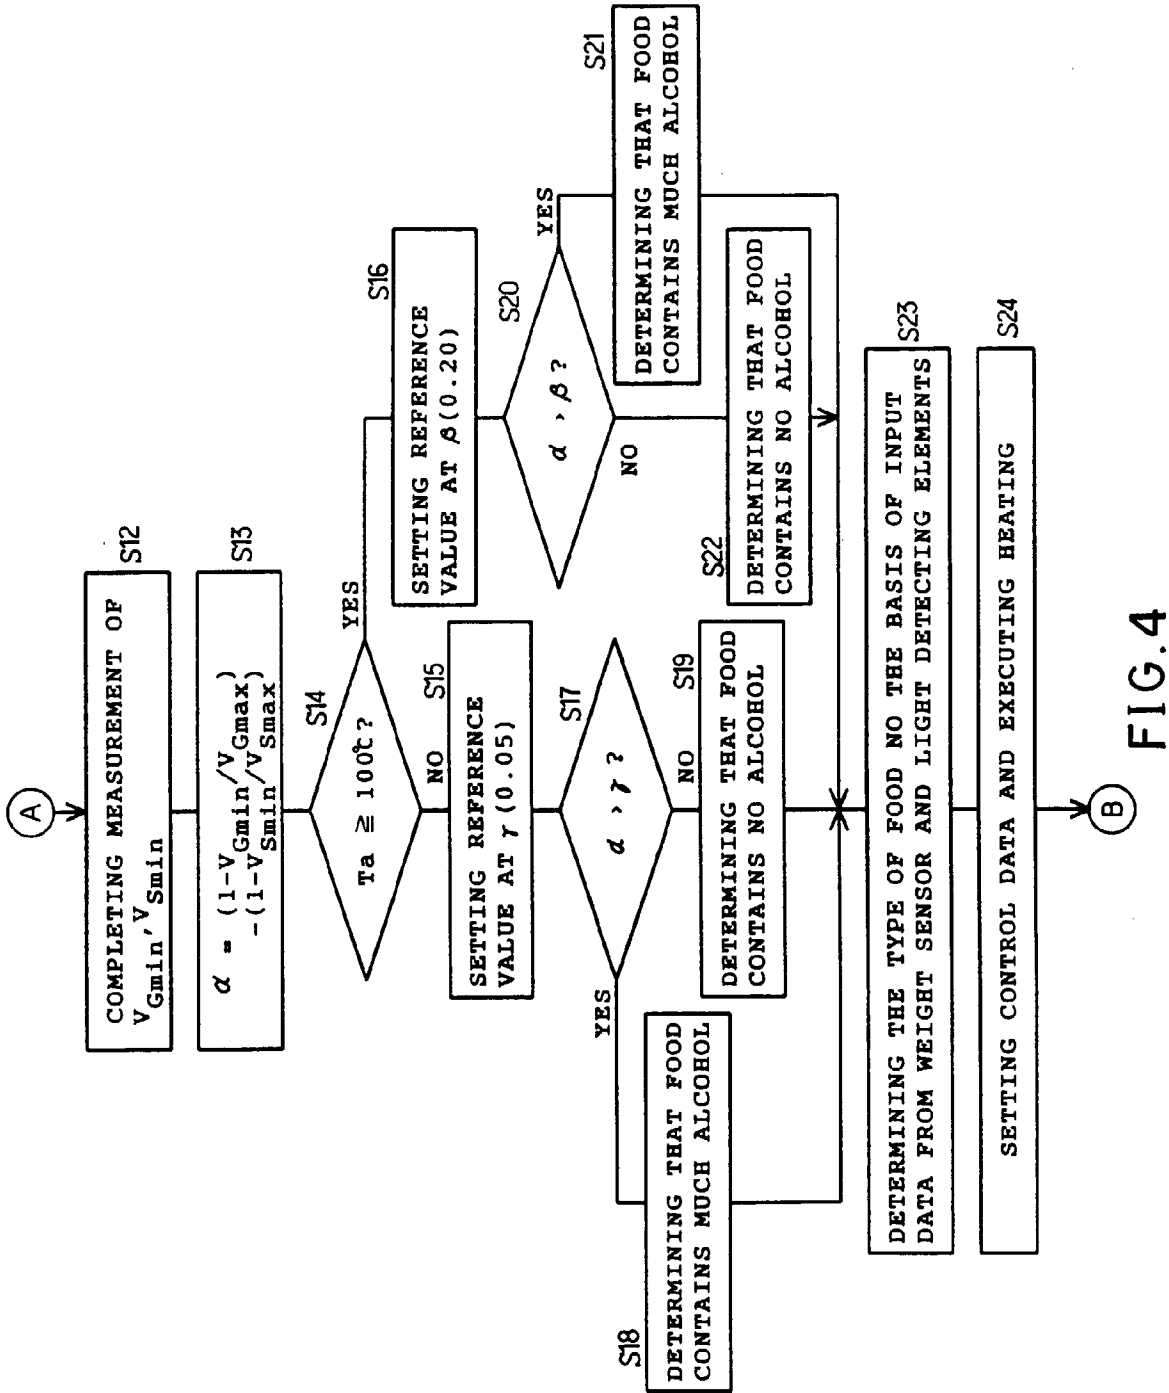 A
S12
COMPLETING MEASUREMENT OF
VGmin, VSmin
S13
α = (1-VGmin/VGmax)
-(1-VSmin/VSmax)
S14
Ta ≧ 100℃?
YES
NO
S15
SETTING REFERENCE
VALUE AT γ(0.05)
S16
SETTING REFERENCE
VALUE AT β(0.20)
S17
α > γ ?
YES
NO
S18
DETERMINING THAT FOOD
CONTAINS MUCH ALCOHOL
S19
DETERMINING THAT FOOD
CONTAINS NO ALCOHOL
S20
α > β ?
YES
NO
S21
DETERMINING THAT FOOD
CONTAINS MUCH ALCOHOL
S22
DETERMINING THAT FOOD
CONTAINS NO ALCOHOL
S23
DETERMINING THE TYPE OF FOOD NO THE BASIS OF INPUT
DATA FROM WEIGHT SENSOR AND LIGHT DETECTING ELEMENTS
S24
SETTING CONTROL DATA AND EXECUTING HEATING
B
FIG.4